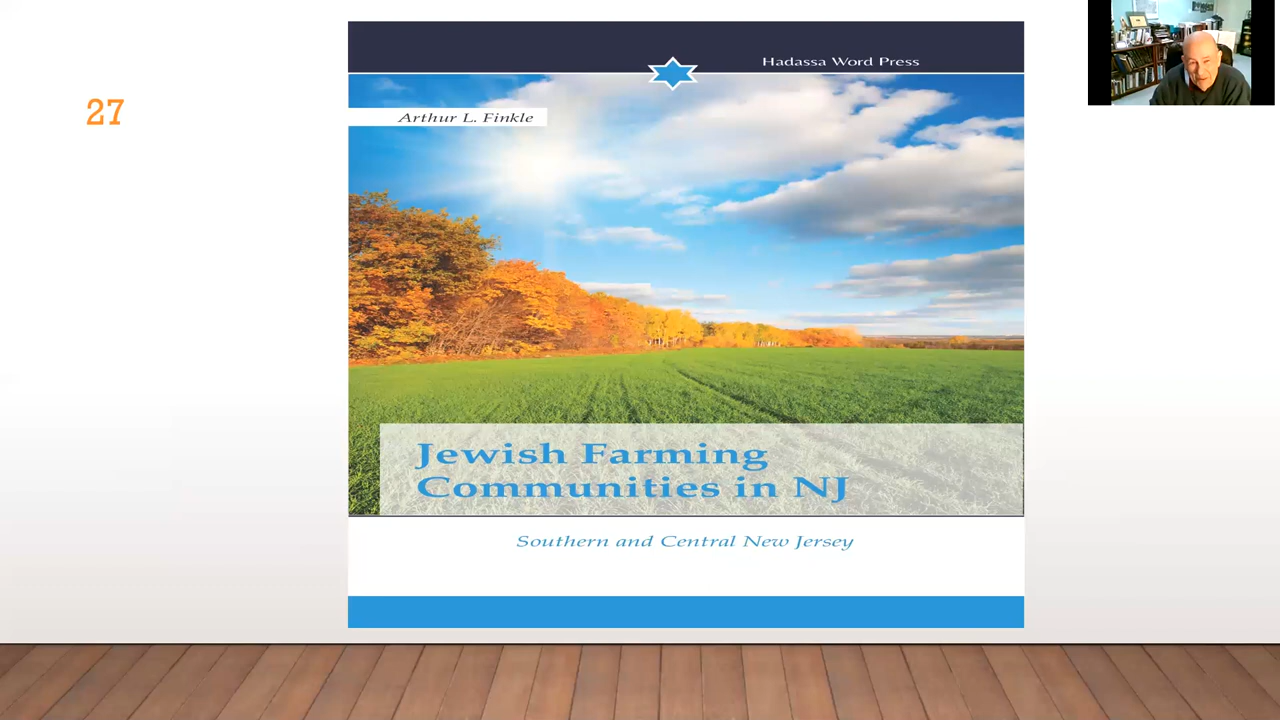 27
Hadassa Word Press
Arthur L. Finkle
Jewish Farming
Communities in NJ
Southern and Central New Jersey